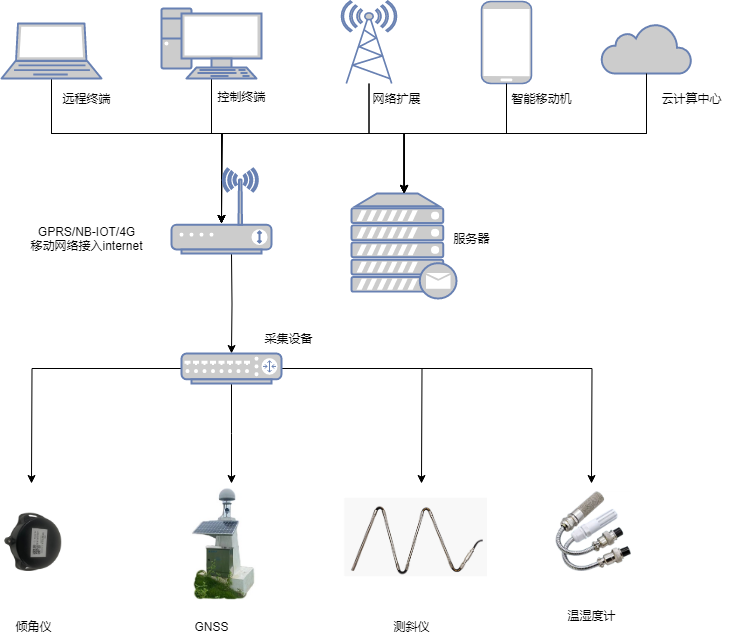 远程终端
控制终端
网络扩展
智能移动机
云计算中心
GPRS/NB-IOT/4G
移动网络接入internet
服务器
采集设备
倾角仪
GNSS
测斜仪
温湿度计